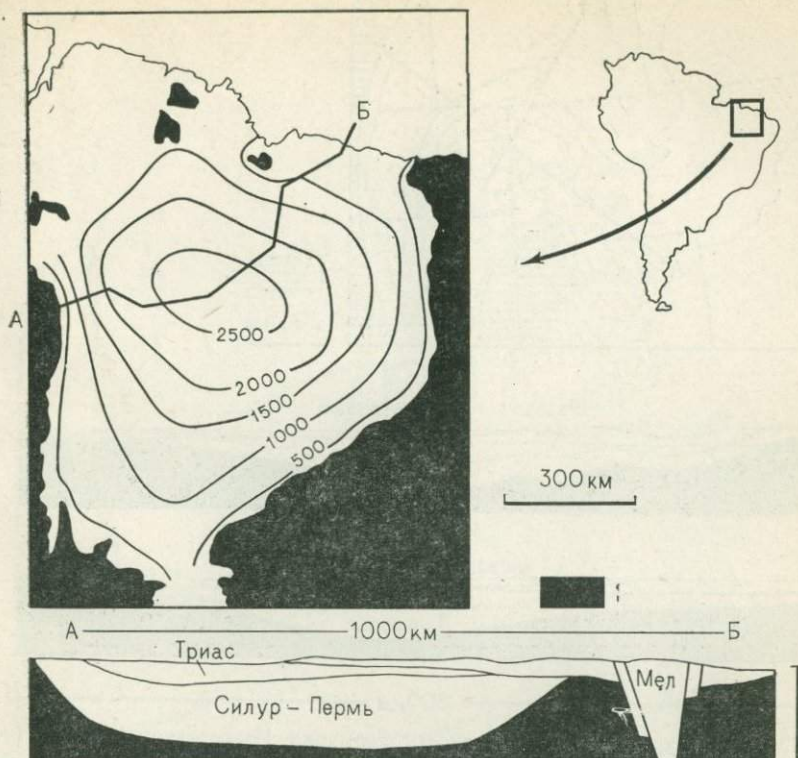 Б
А
2500
2000
1500
1000
500
300 км
А 1000 км Б
Триас
Силур – Пермь
Мел